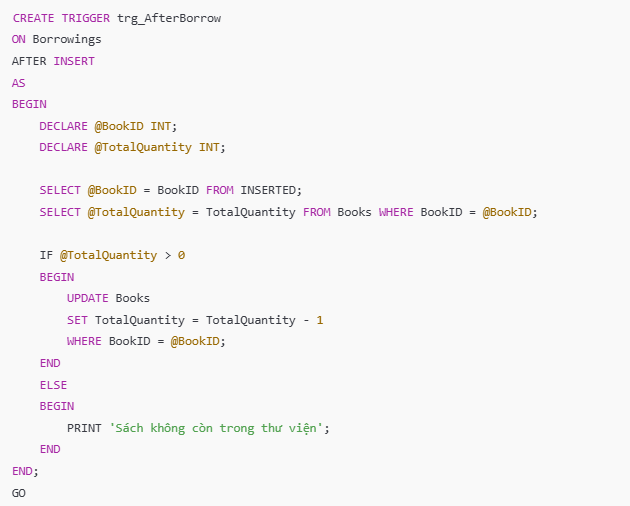 CREATE TRIGGER trg_AfterBorrow
ON Borrowings
AFTER INSERT
AS
BEGIN
    DECLARE @BookID INT;
    DECLARE @TotalQuantity INT;

    SELECT @BookID = BookID FROM INSERTED;
    SELECT @TotalQuantity = TotalQuantity FROM Books WHERE BookID = @BookID;

    IF @TotalQuantity > 0
    BEGIN
        UPDATE Books
        SET TotalQuantity = TotalQuantity - 1
        WHERE BookID = @BookID;
    END
    ELSE
    BEGIN
        PRINT 'Sách không còn trong thư viện';
    END
END;
GO